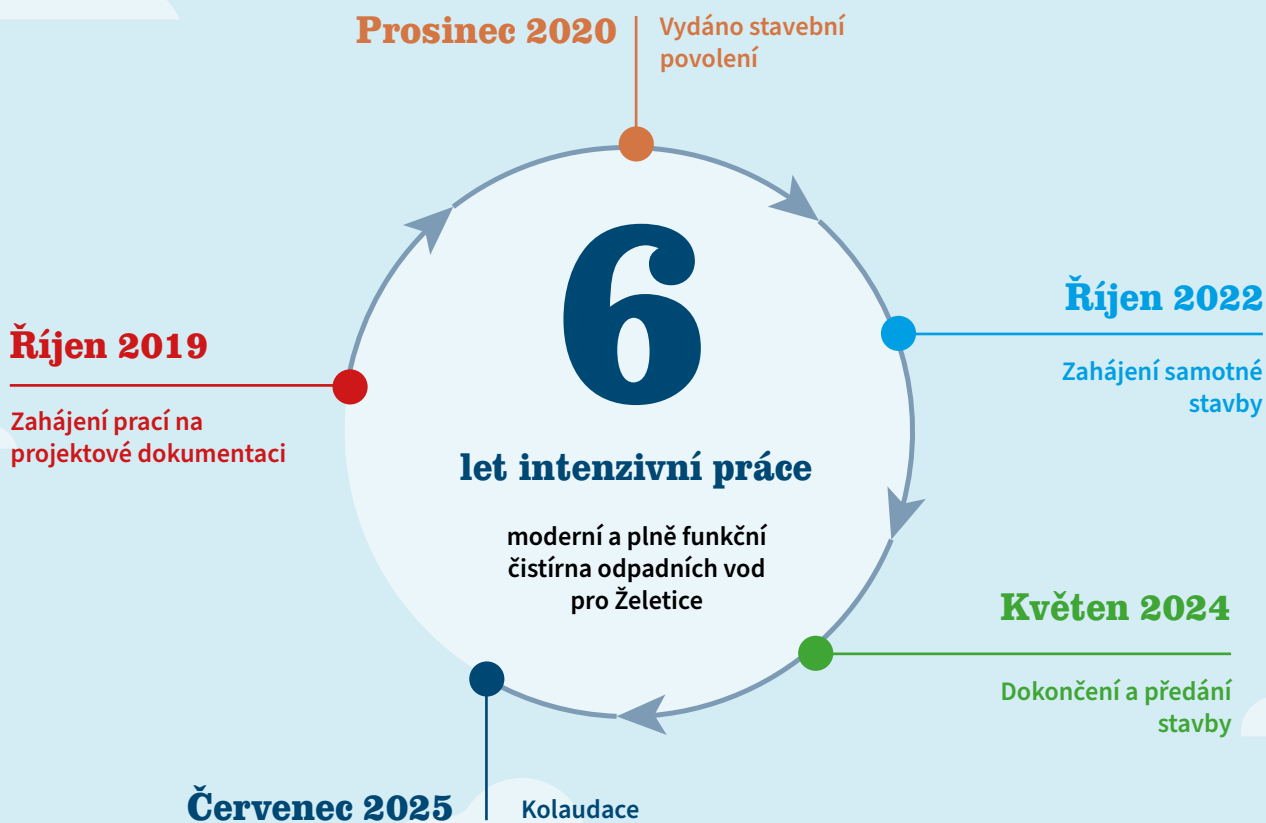 Prosinec 2020
Vydáno stavební
povolení
Říjen 2022
Zahájení samotné
stavby
Říjen 2019
Zahájení prací na
projektové dokumentaci
6
let intenzivní práce
moderní a plně funkční
čistírna odpadních vod
pro Želetice
Květen 2024
Dokončení a předání
stavby
Červenec 2025
Kolaudace